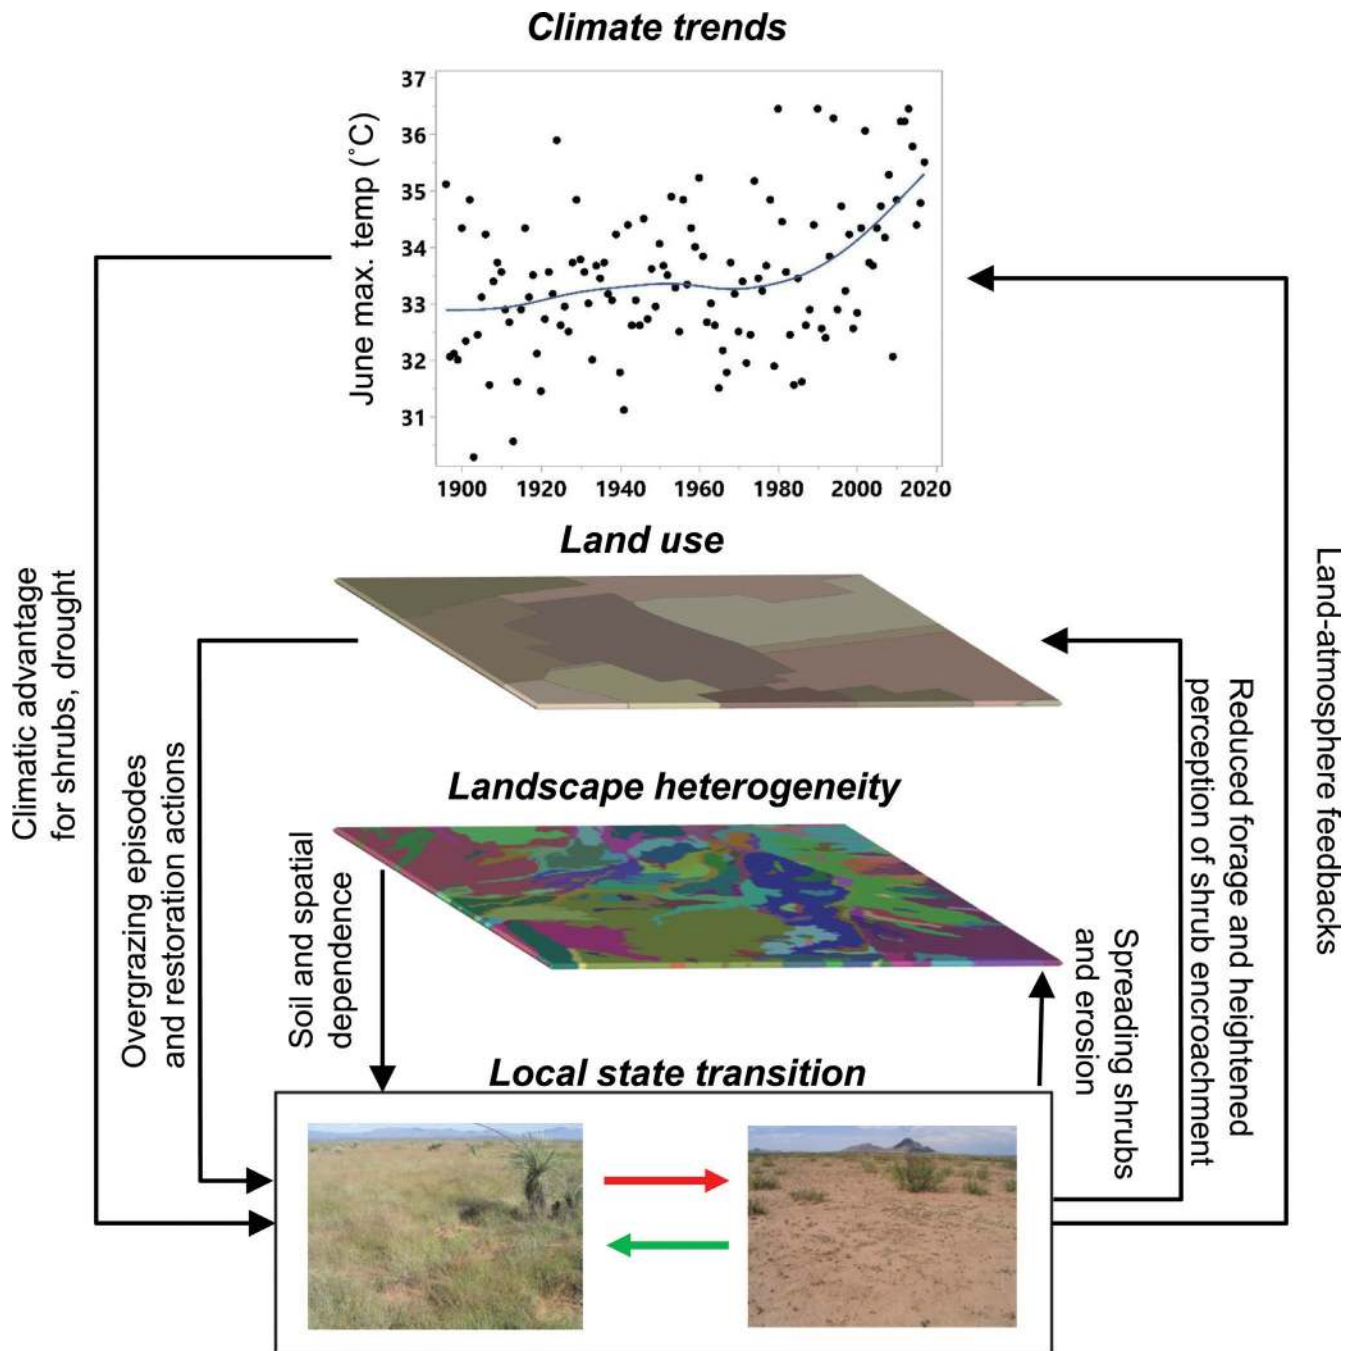 Climate trends
June max. temp (˚C)
37
36
35
34
33
32
31
1900 1920 1940 1960 1980 2000 2020
Land use
Landscape heterogeneity
Local state transition
Climatic advantage
for shrubs, drought
Overgrazing episodes
and restoration actions
Soil and spatial
dependence
Spreading shrubs
and erosion
Reduced forage and heightened
perception of shrub encroachment
Land-atmosphere feedbacks